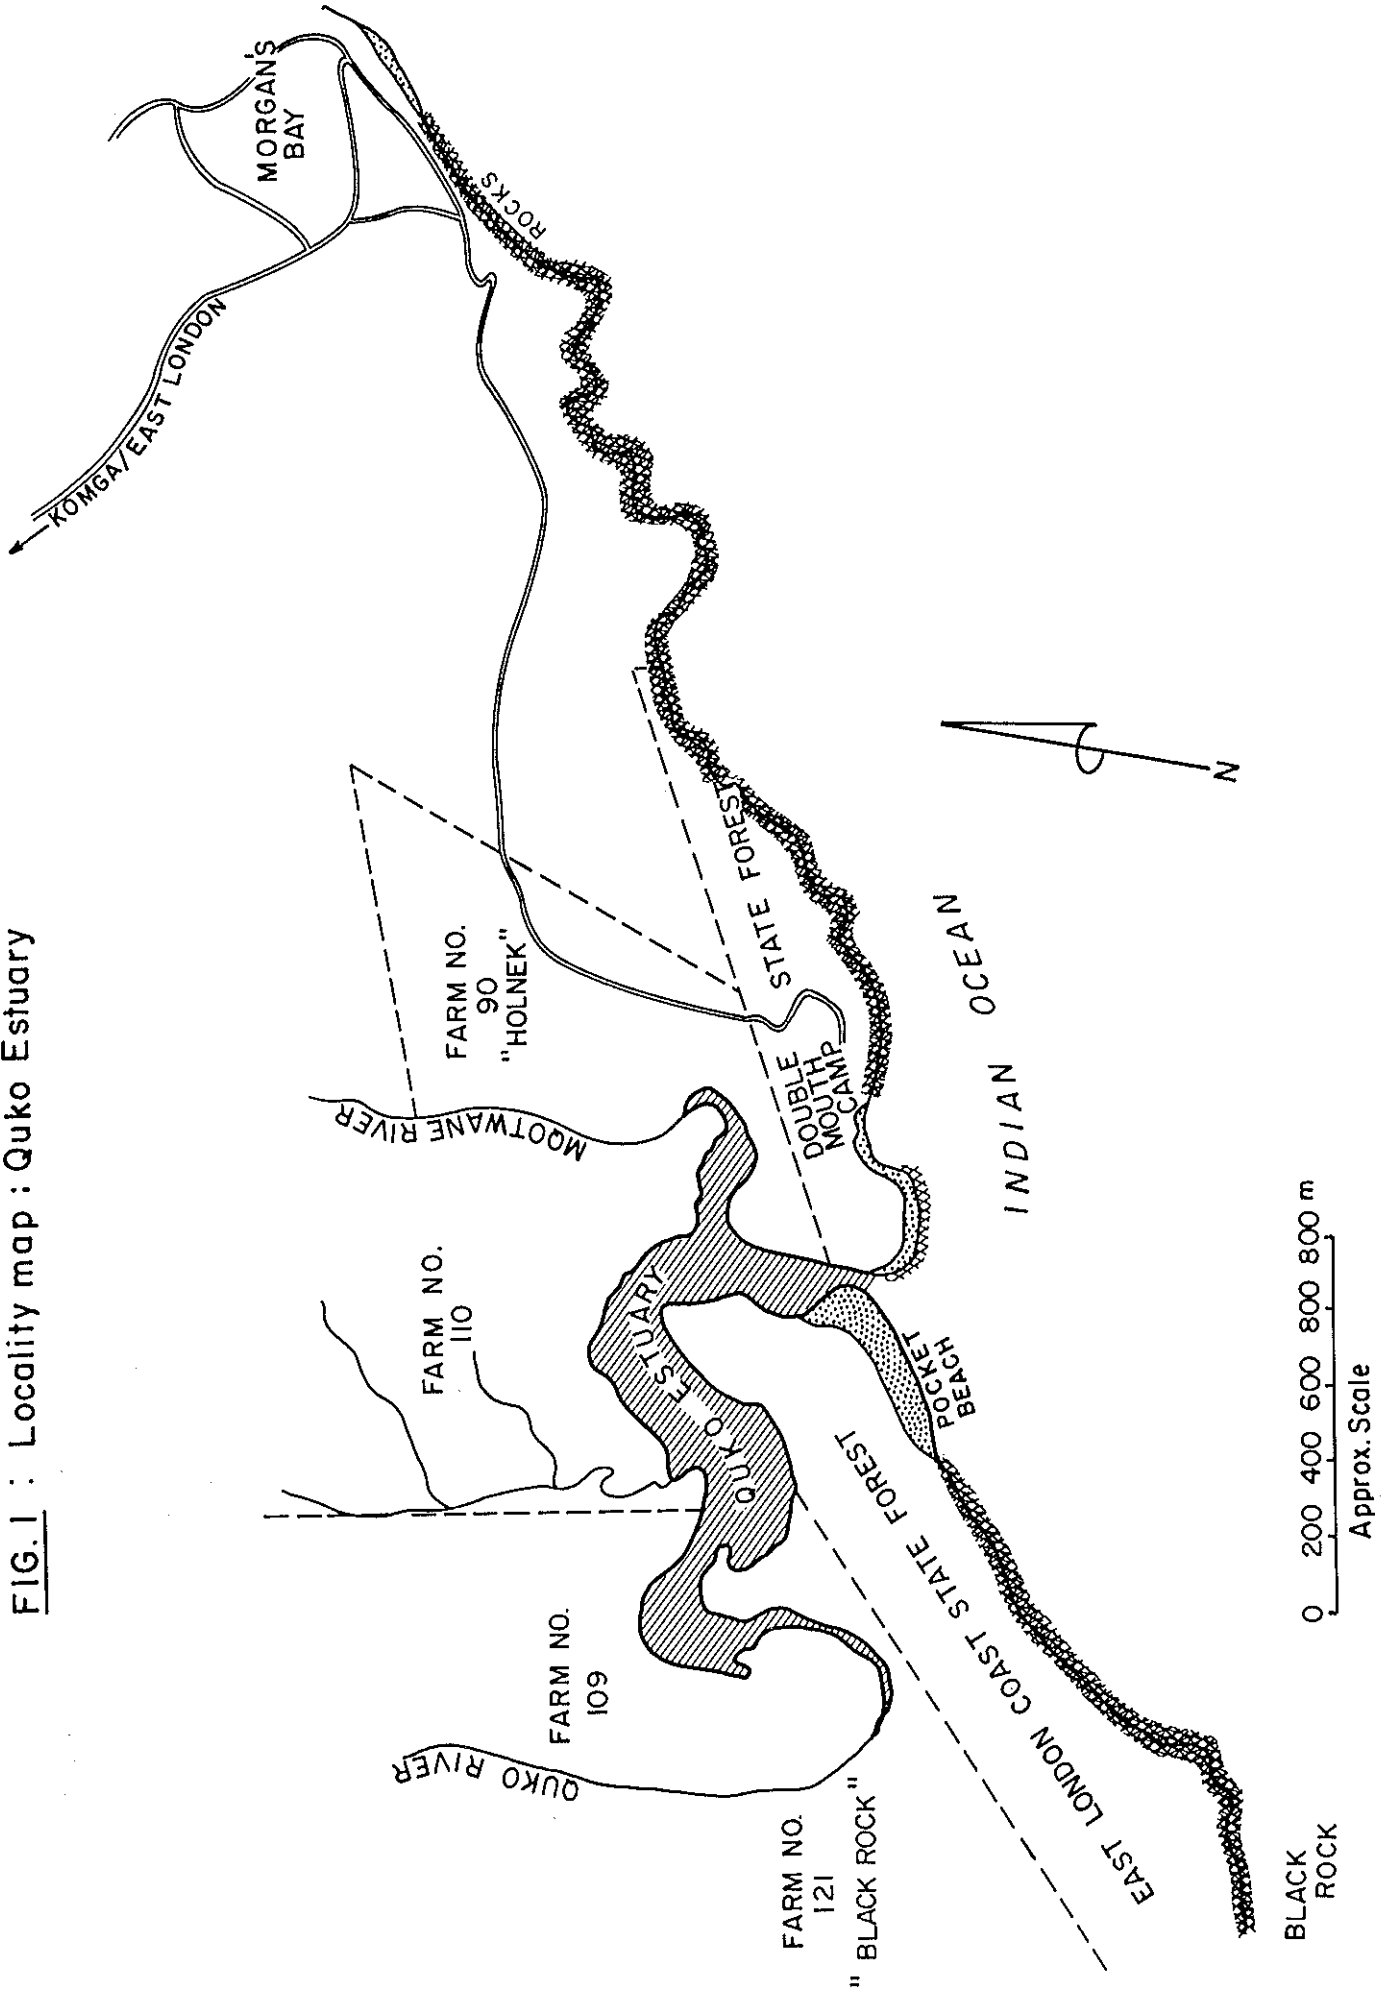 FIG.1 : Locality map : Quko Estuary
KOMGA/EAST LONDON
MORGAN'S
BAY
ROCKS
FARM NO.
90
"HOLNEK"
MQOTWANE RIVER
FARM NO.
110
FARM NO.
109
QUKO RIVER
QUKO ESTUARY
STATE FOREST
DOUBLE
MOUTH
CAMP
POCKET
BEACH
EAST LONDON COAST STATE FOREST
FARM NO.
121
" BLACK ROCK"
INDIAN OCEAN
N
BLACK
ROCK
0 200 400 600 800 800 m
Approx. Scale